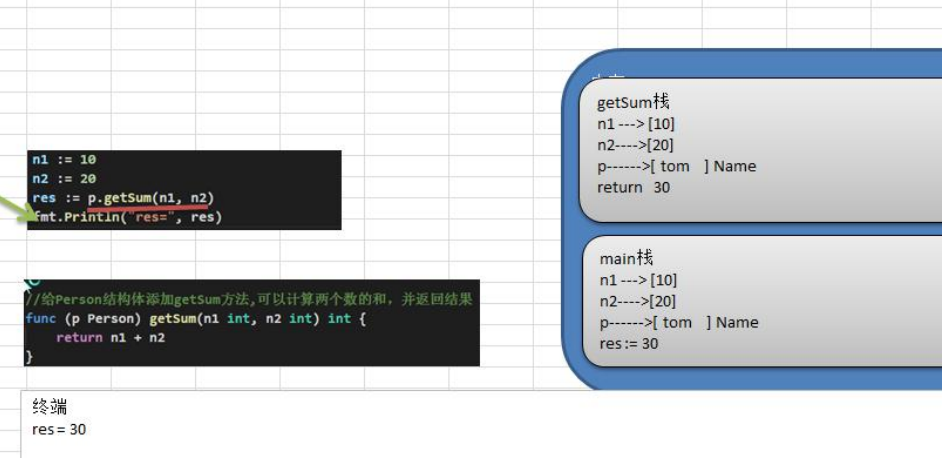 n1 := 10
n2 := 20
res := p.getSum(n1, n2)
fmt.Println("res=", res)
//给Person结构体添加getSum方法,可以计算两个数的和，并返回结果
func (p Person) getSum(n1 int, n2 int) int {
return n1 + n2
}
终端
res = 30
getSum栈
n1 ---> [10]
n2---->[20]
p------>[ tom ] Name
return 30
main栈
n1 ---> [10]
n2---->[20]
p------>[ tom ] Name
res := 30